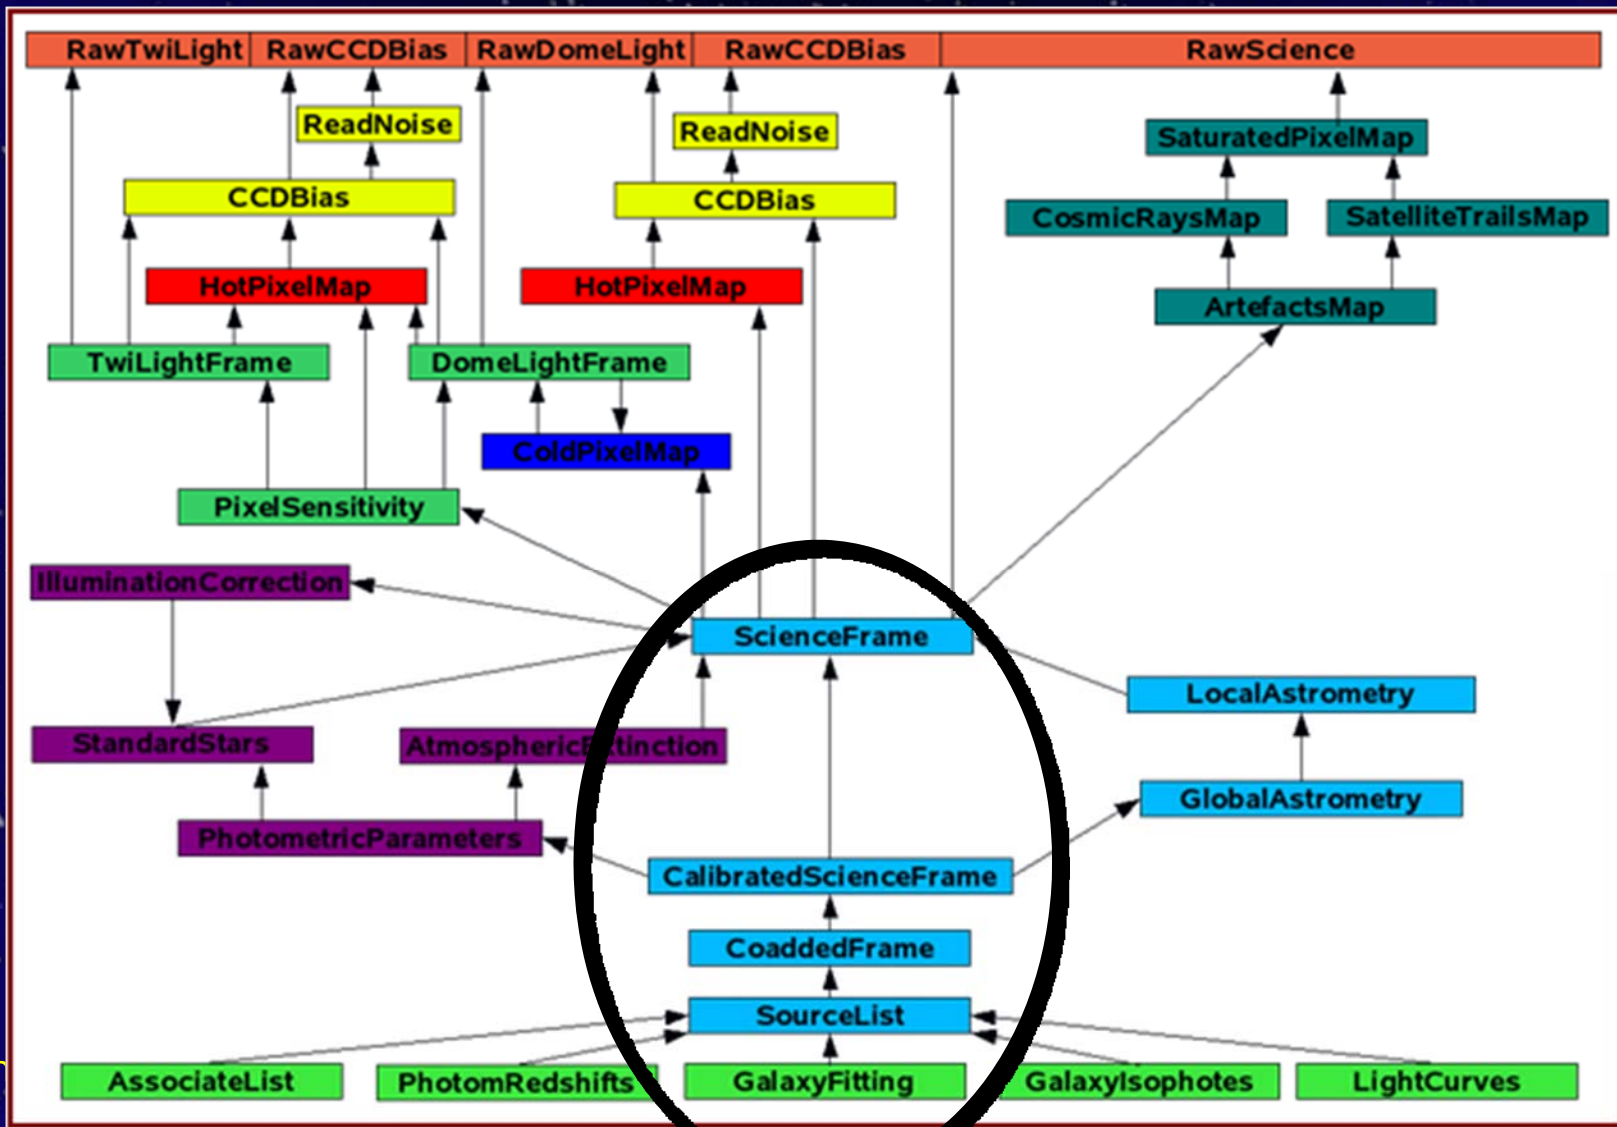 RawTwiLight RawCCDBias RawDomeLight RawCCDBias RawScience
ReadNoise
ReadNoise
SaturatedPixelMap
CCDBias
CCDBias
CosmicRaysMap
SatelliteTrailsMap
HotPixelMap
HotPixelMap
ArtefactsMap
TwiLightFrame
DomeLightFrame
ColdPixelMap
PixelSensitivity
IlluminationCorrection
ScienceFrame
LocalAstrometry
StandardStars
AtmosphericExtinction
GlobalAstrometry
PhotometricParameters
CalibratedScienceFrame
CoaddedFrame
SourceList
AssociateList
PhotomRedshifts
GalaxyFitting
GalaxyIsophotes
LightCurves